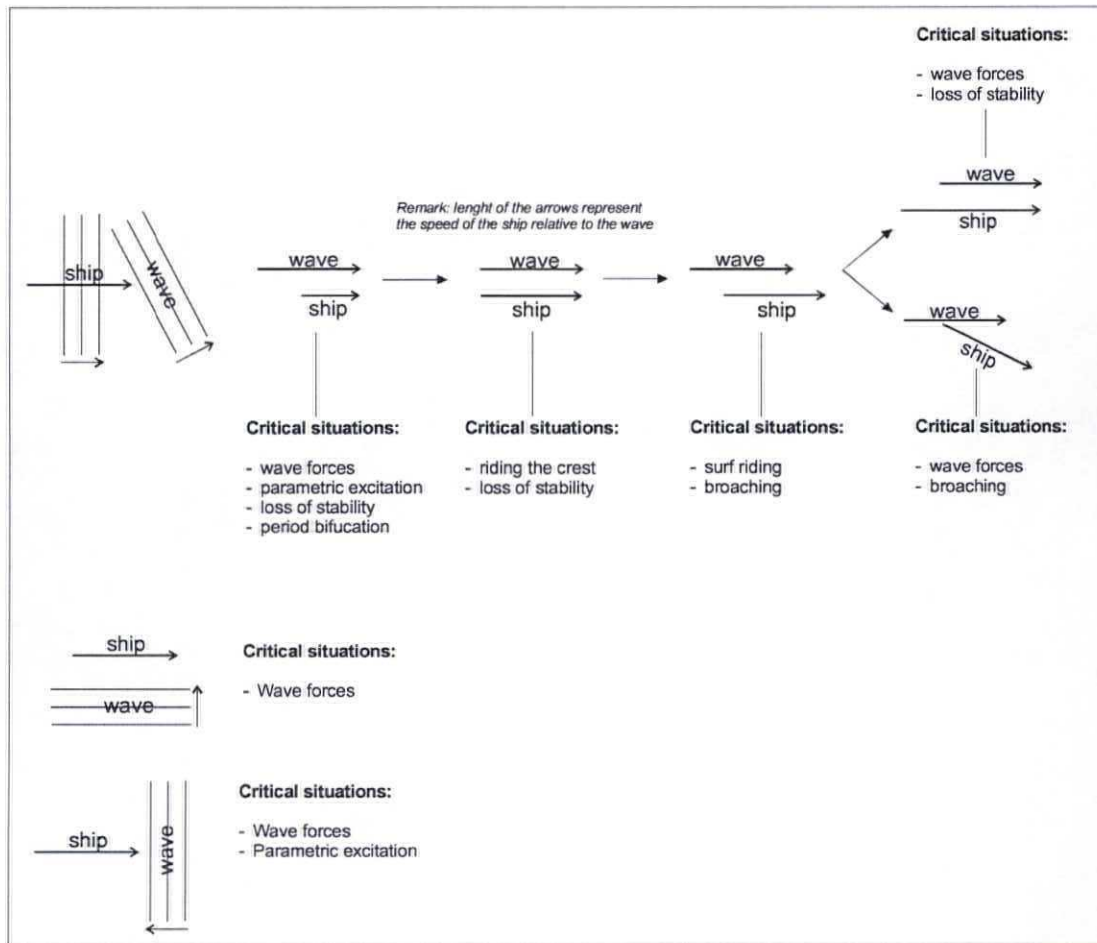 Critical situations:
- wave forces
- loss of stability
wave
ship
Remark: lenght of the arrows represent
the speed of the ship relative to the wave
ship
wave
wave
ship
wave
ship
wave
ship
wave
ship
Critical situations:
- wave forces
- parametric excitation
- loss of stability
- period bifucation
Critical situations:
- riding the crest
- loss of stability
Critical situations:
- surf riding
- broaching
Critical situations:
- wave forces
- broaching
ship
wave
Critical situations:
- Wave forces
ship
wave
Critical situations:
- Wave forces
- Parametric excitation